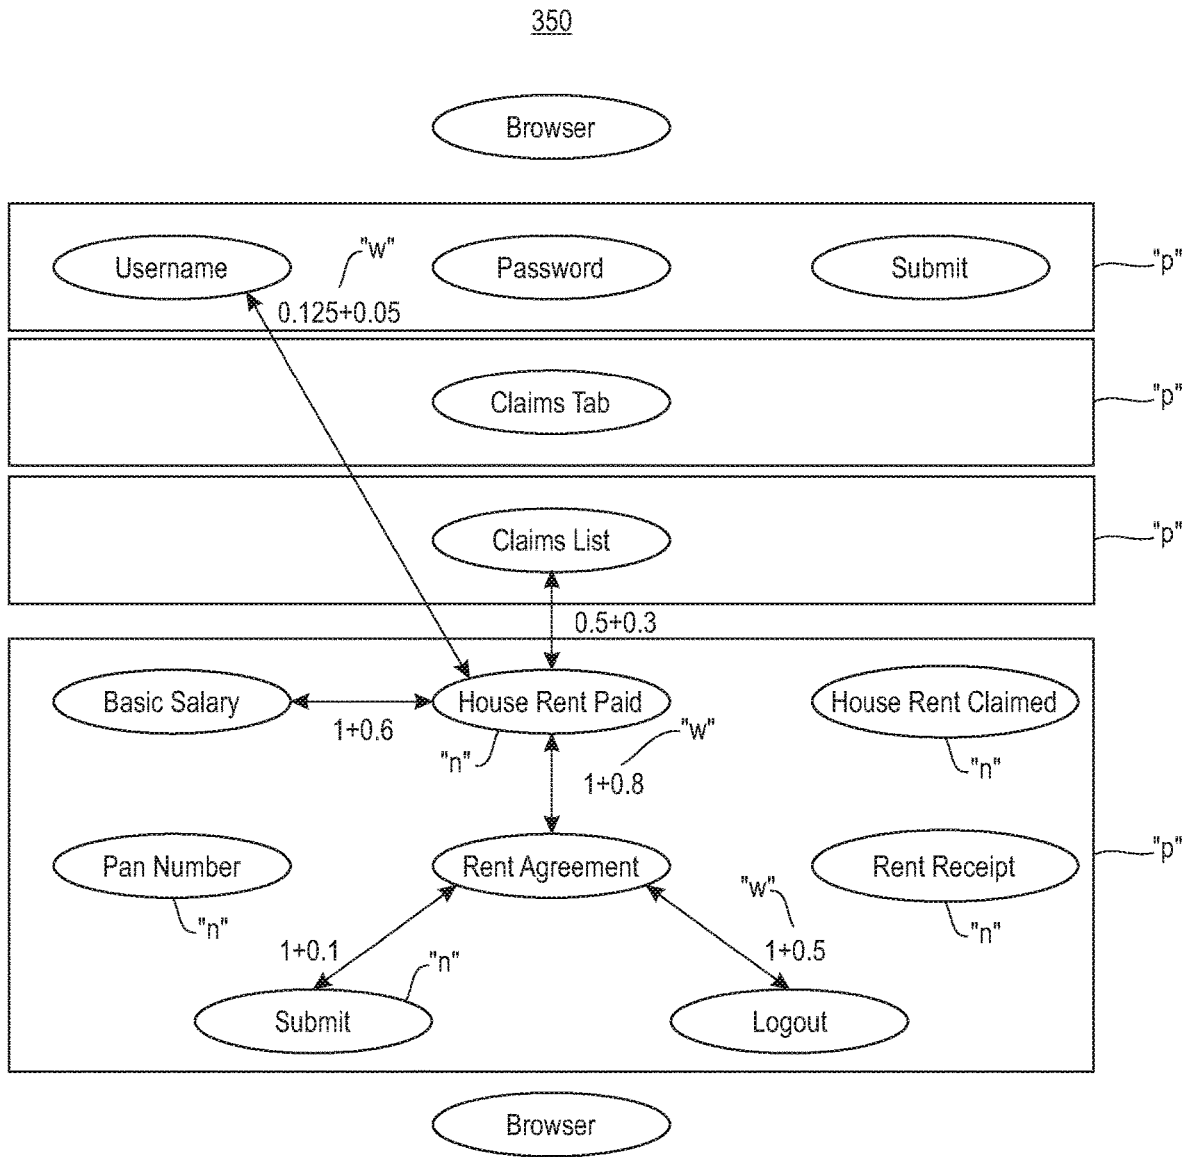 350
Browser
Username
"w"
Password
Submit
"p"
0.125+0.05
Claims Tab
"p"
Claims List
"p"
0.5+0.3
Basic Salary
House Rent Paid
House Rent Claimed
1+0.6
"n"
"w"
"n"
1+0.8
Pan Number
Rent Agreement
Rent Receipt
"p"
"n"
"w"
"n"
1+0.1
"n"
1+0.5
Submit
Logout
Browser